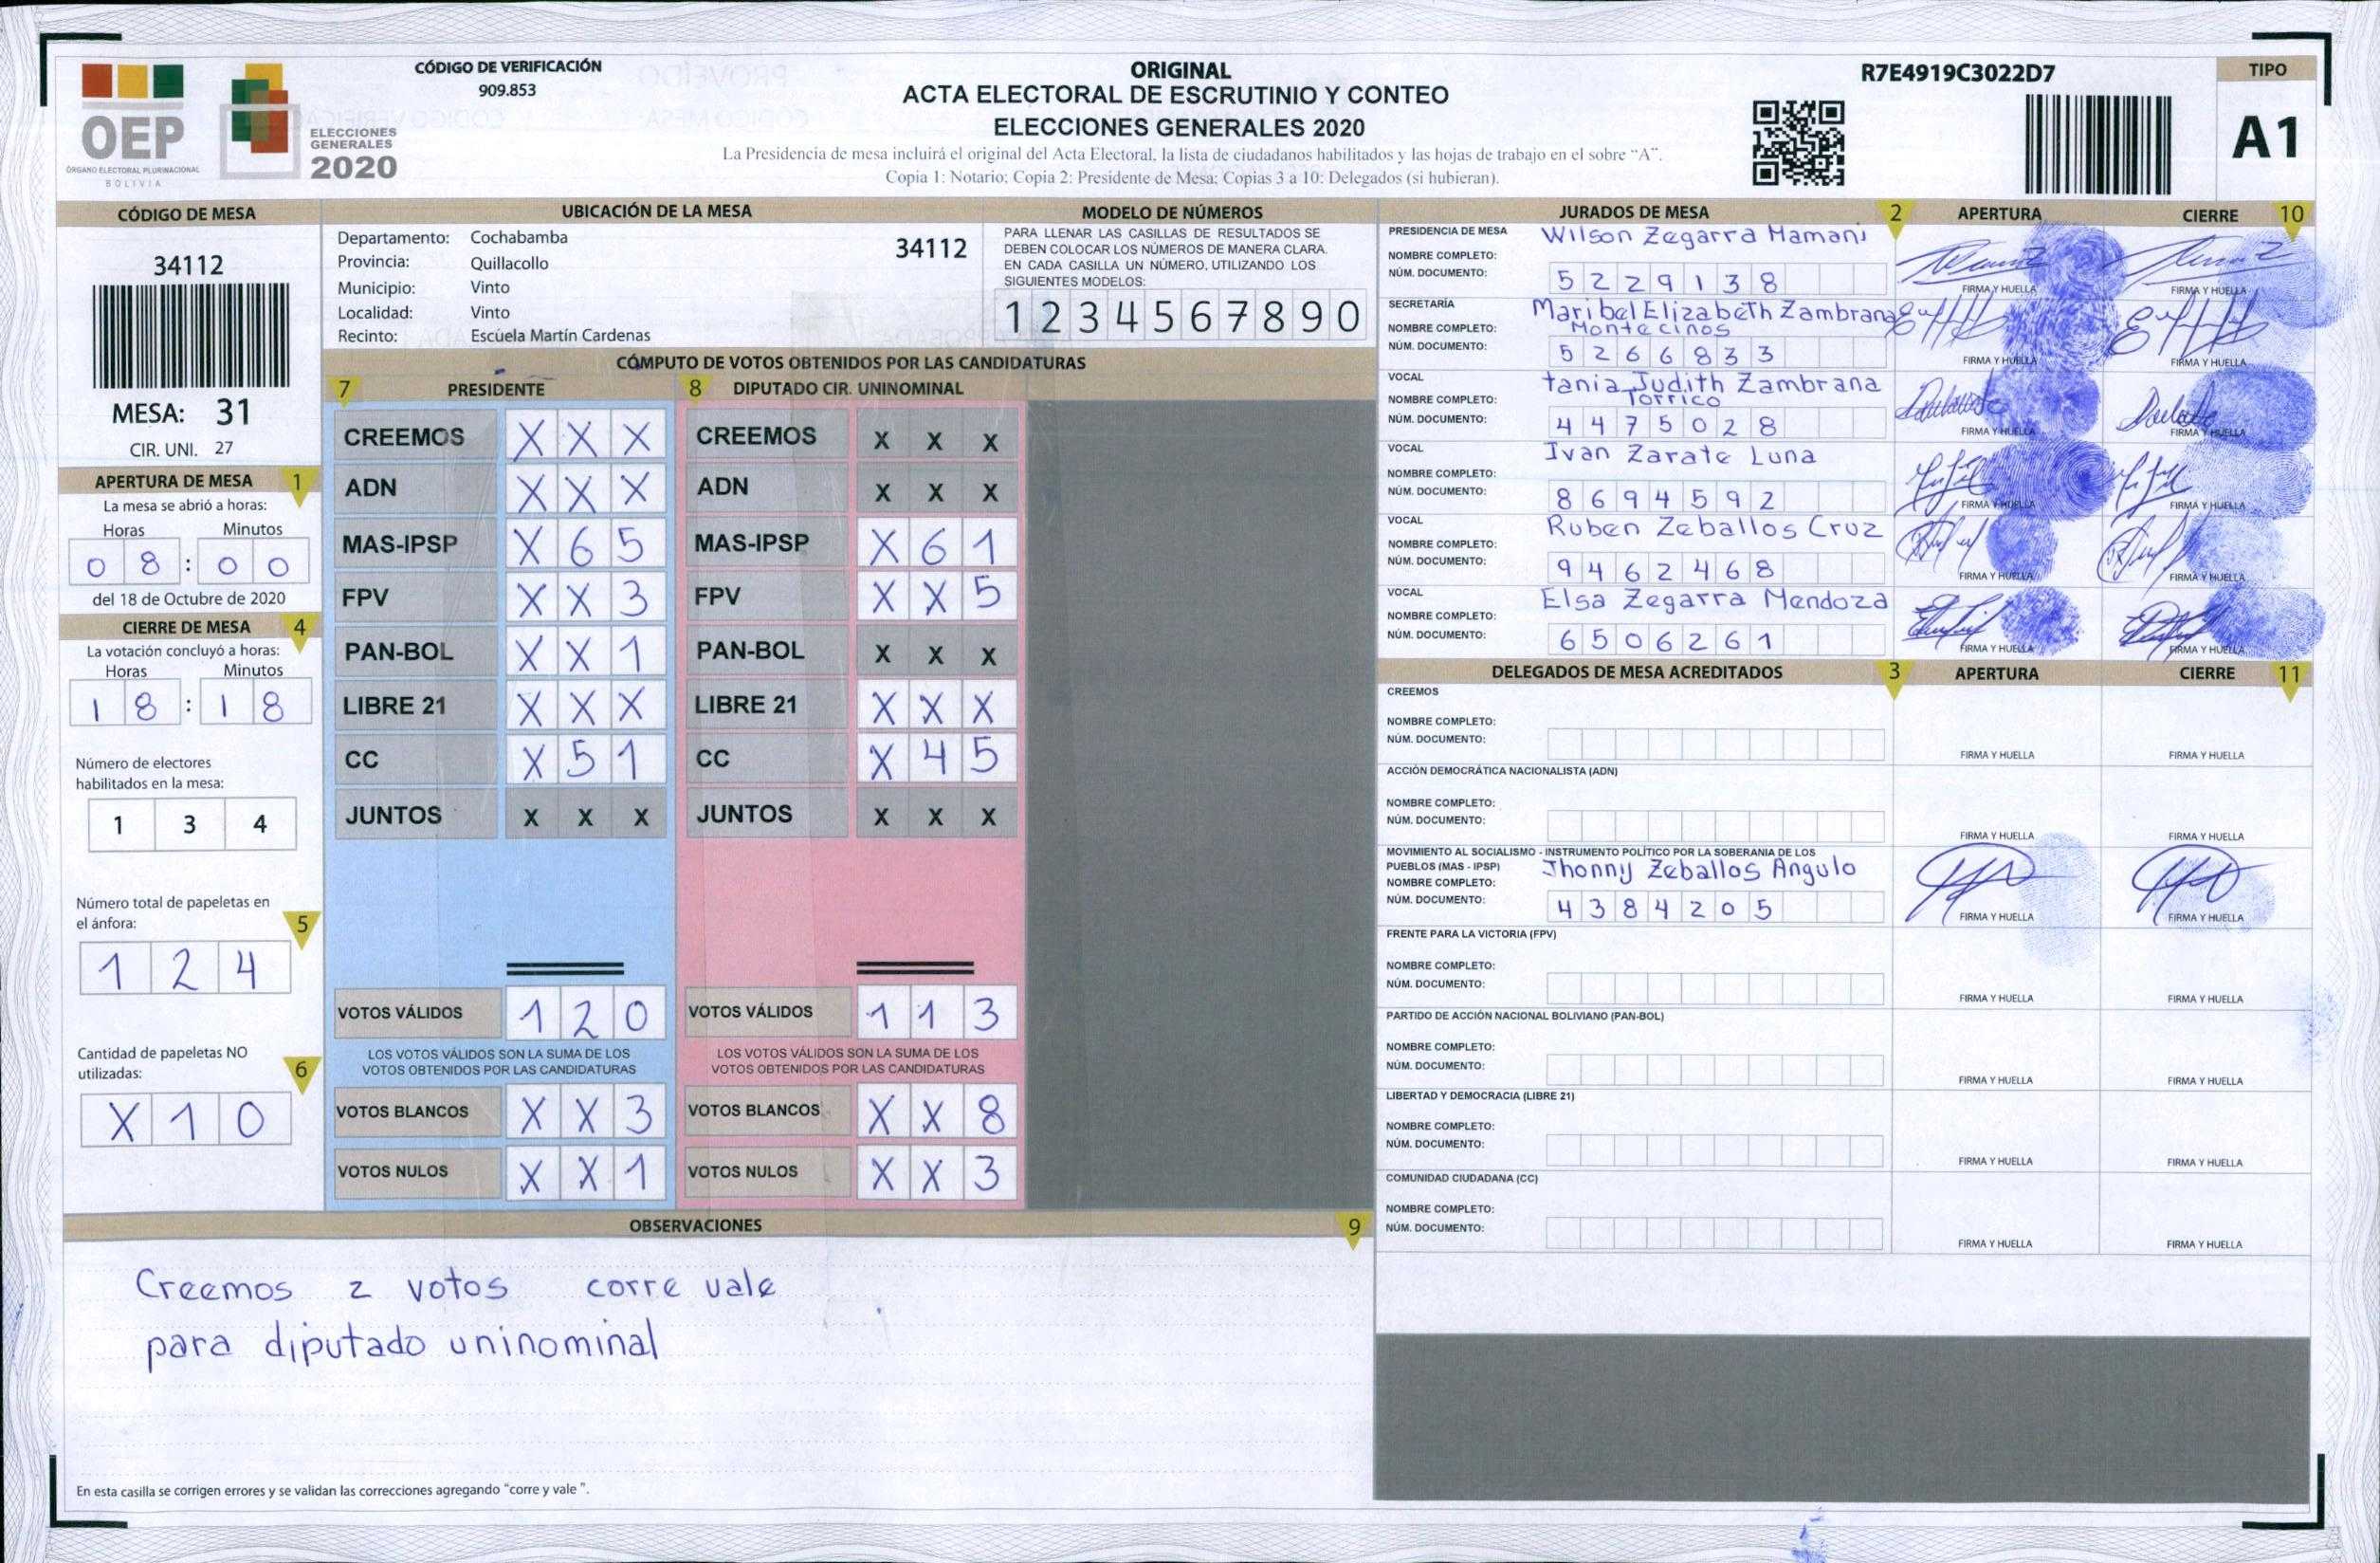 OEP
ÓRGANO ELECTORAL PLURINACIONAL
BOLIVIA
ELECCIONES
GENERALES
2020
CÓDIGO DE VERIFICACIÓN
909.853
ORIGINAL
ACTA ELECTORAL DE ESCRUTINIO Y CONTEO
ELECCIONES GENERALES 2020
La Presidencia de mesa incluirá el original del Acta Electoral, la lista de ciudadanos habilitados y las hojas de trabajo en el sobre “A”.
Copia 1: Notario; Copia 2: Presidente de Mesa; Copias 3 a 10: Delegados (si hubieran).
R7E4919C3022D7
TIPO
A1
CÓDIGO DE MESA
34112
MESA: 31
CIR. UNI. 27
APERTURA DE MESA 1
La mesa se abrió a horas:
Horas Minutos
0 8 : 0 0
del 18 de Octubre de 2020
CIERRE DE MESA 4
La votación concluyó a horas:
Horas Minutos
1 8 : 1 8
Número de electores
habilitados en la mesa:
1 3 4
Número total de papeletas en
el ánfora: 5
1 2 4
Cantidad de papeletas NO
utilizadas: 6
X 1 0
UBICACIÓN DE LA MESA
Departamento: Cochabamba 34112
Provincia: Quillacollo
Municipio: Vinto
Localidad: Vinto
Recinto: Escuela Martín Cardenas
MODELO DE NÚMEROS
PARA LLENAR LAS CASILLAS DE RESULTADOS SE
DEBEN COLOCAR LOS NÚMEROS DE MANERA CLARA.
EN CADA CASILLA UN NÚMERO, UTILIZANDO LOS
SIGUIENTES MODELOS:
1 2 3 4 5 6 7 8 9 0
CÓMPUTO DE VOTOS OBTENIDOS POR LAS CANDIDATURAS
7 PRESIDENTE
CREEMOS X X X
ADN X X X
MAS-IPSP X 6 5
FPV X X 3
PAN-BOL X X 1
LIBRE 21 X X X
CC X 5 1
JUNTOS X X X
VOTOS VÁLIDOS 1 2 0
LOS VOTOS VÁLIDOS SON LA SUMA DE LOS
VOTOS OBTENIDOS POR LAS CANDIDATURAS
VOTOS BLANCOS X X 3
VOTOS NULOS X X 1
8 DIPUTADO CIR. UNINOMINAL
CREEMOS X X X
ADN X X X
MAS-IPSP X 6 1
FPV X X 5
PAN-BOL X X X
LIBRE 21 X X X
CC X 4 5
JUNTOS X X X
VOTOS VÁLIDOS 1 1 3
LOS VOTOS VÁLIDOS SON LA SUMA DE LOS
VOTOS OBTENIDOS POR LAS CANDIDATURAS
VOTOS BLANCOS X X 8
VOTOS NULOS X X 3
OBSERVACIONES 9
Creemos 2 votos corre vale
para diputado uninominal
En esta casilla se corrigen errores y se validan las correcciones agregando “corre y vale ”.
JURADOS DE MESA 2 APERTURA CIERRE 10
PRESIDENCIA DE MESA Wilson Zegarra Mamani
NOMBRE COMPLETO:
NÚM. DOCUMENTO: 5 2 2 9 1 3 8
FIRMA Y HUELLA FIRMA Y HUELLA
SECRETARÍA Maribel Elizabeth Zambrana
NOMBRE COMPLETO: Montecinos
NÚM. DOCUMENTO: 5 2 6 6 8 3 3
FIRMA Y HUELLA FIRMA Y HUELLA
VOCAL tania Judith Zambrana
NOMBRE COMPLETO: Torrico
NÚM. DOCUMENTO: 4 4 7 5 0 2 8
FIRMA Y HUELLA FIRMA Y HUELLA
VOCAL Ivan Zarate Luna
NOMBRE COMPLETO:
NÚM. DOCUMENTO: 8 6 9 4 5 9 2
FIRMA Y HUELLA FIRMA Y HUELLA
VOCAL Ruben Zeballos Cruz
NOMBRE COMPLETO:
NÚM. DOCUMENTO: 9 4 6 2 4 6 8
FIRMA Y HUELLA FIRMA Y HUELLA
VOCAL Elsa Zegarra Mendoza
NOMBRE COMPLETO:
NÚM. DOCUMENTO: 6 5 0 6 2 6 1
FIRMA Y HUELLA FIRMA Y HUELLA
DELEGADOS DE MESA ACREDITADOS 3 APERTURA CIERRE 11
CREEMOS
NOMBRE COMPLETO:
NÚM. DOCUMENTO:
FIRMA Y HUELLA FIRMA Y HUELLA
ACCIÓN DEMOCRÁTICA NACIONALISTA (ADN)
NOMBRE COMPLETO:
NÚM. DOCUMENTO:
FIRMA Y HUELLA FIRMA Y HUELLA
MOVIMIENTO AL SOCIALISMO - INSTRUMENTO POLÍTICO POR LA SOBERANIA DE LOS
PUEBLOS (MAS - IPSP) Jhonny Zeballos Angulo
NOMBRE COMPLETO:
NÚM. DOCUMENTO: 4 3 8 4 2 0 5
FIRMA Y HUELLA FIRMA Y HUELLA
FRENTE PARA LA VICTORIA (FPV)
NOMBRE COMPLETO:
NÚM. DOCUMENTO:
FIRMA Y HUELLA FIRMA Y HUELLA
PARTIDO DE ACCIÓN NACIONAL BOLIVIANO (PAN-BOL)
NOMBRE COMPLETO:
NÚM. DOCUMENTO:
FIRMA Y HUELLA FIRMA Y HUELLA
LIBERTAD Y DEMOCRACIA (LIBRE 21)
NOMBRE COMPLETO:
NÚM. DOCUMENTO:
FIRMA Y HUELLA FIRMA Y HUELLA
COMUNIDAD CIUDADANA (CC)
NOMBRE COMPLETO:
NÚM. DOCUMENTO:
FIRMA Y HUELLA FIRMA Y HUELLA